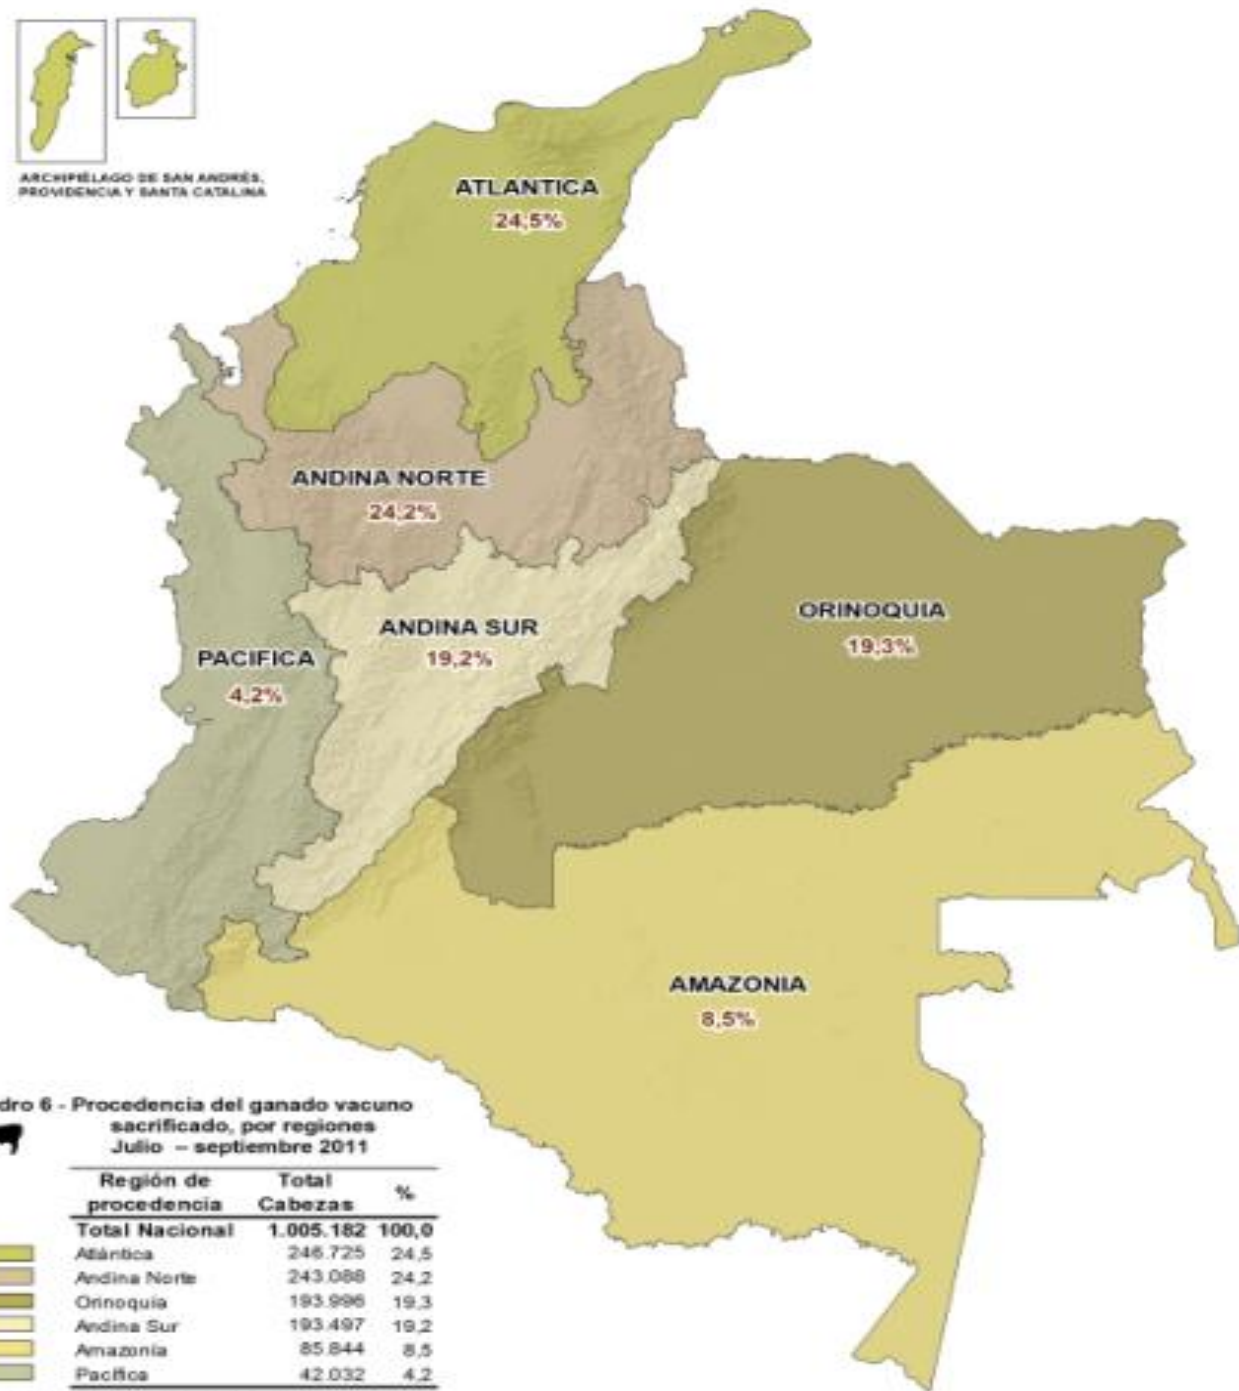 ARCHIPIÉLAGO DE SAN ANDRÉS,
PROVIDENCIA Y SANTA CATALINA
ATLANTICA
24,5%
ANDINA NORTE
24,2%
ANDINA SUR
19,2%
ORINOQUIA
19,3%
PACIFICA
4,2%
AMAZONIA
8,5%
dro 6 - Procedencia del ganado vacuno
sacrificado, por regiones
Julio – septiembre 2011
Región de procedencia Total Cabezas %
Total Nacional 1.005.182 100,0
Atlántica 246.725 24,5
Andina Norte 243.088 24,2
Orinoquía 193.996 19,3
Andina Sur 193.497 19,2
Amazonía 85.844 8,5
Pacífica 42.032 4,2